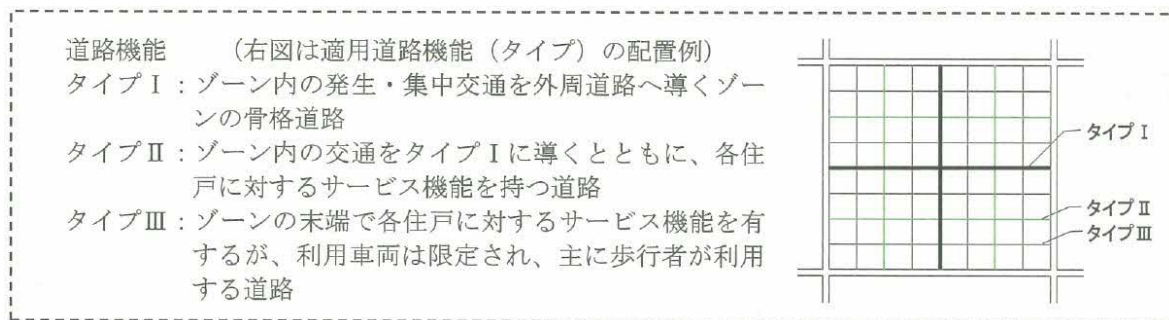 道路機能　　（右図は適用道路機能（タイプ）の配置例）
タイプⅠ：ゾーン内の発生・集中交通を外周道路へ導くゾー
ンの骨格道路
タイプⅡ：ゾーン内の交通をタイプⅠに導くとともに、各住
戸に対するサービス機能を持つ道路
タイプⅢ：ゾーンの末端で各住戸に対するサービス機能を有
するが、利用車両は限定され、主に歩行者が利用
する道路
タイプⅠ
タイプⅡ
タイプⅢ